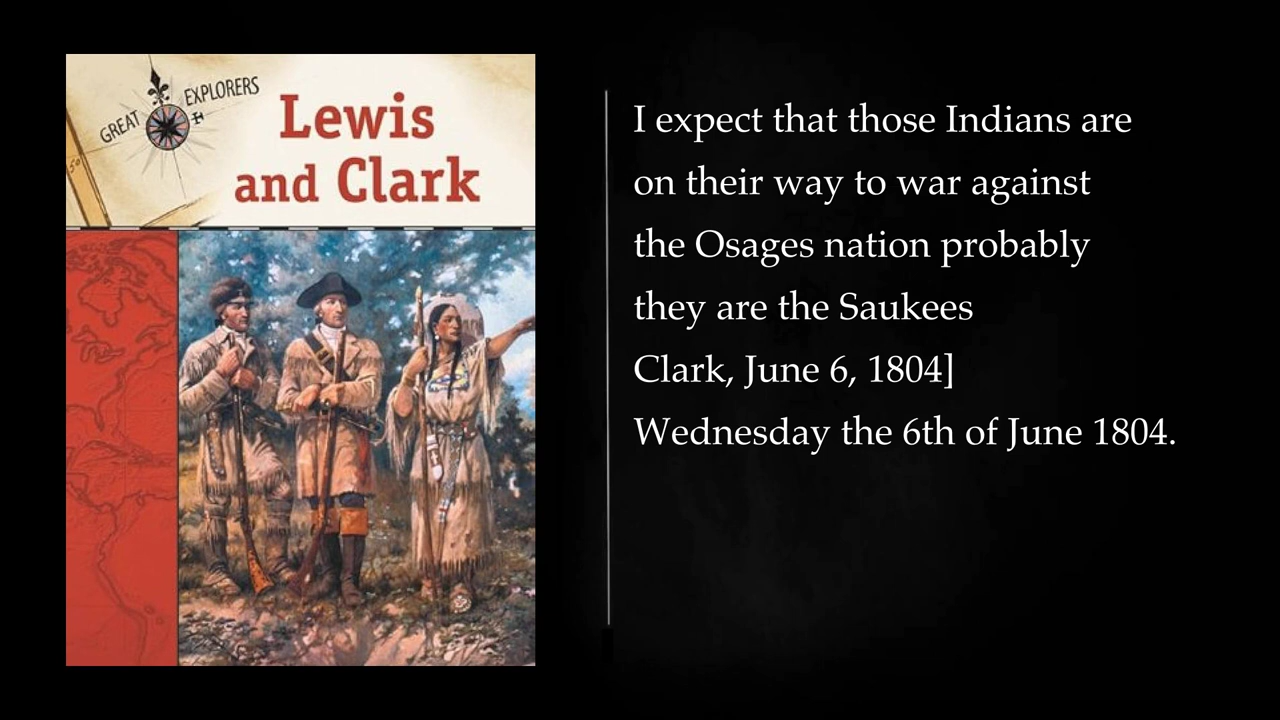 GREAT EXPLORERS
Lewis
and Clark
50
I expect that those Indians are
on their way to war against
the Osages nation probably
they are the Saukees
Clark, June 6, 1804]
Wednesday the 6th of June 1804.